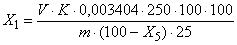 X₁ = V · K · 0,003404 · 250 · 100 · 100
m · (100 − X₅) · 25